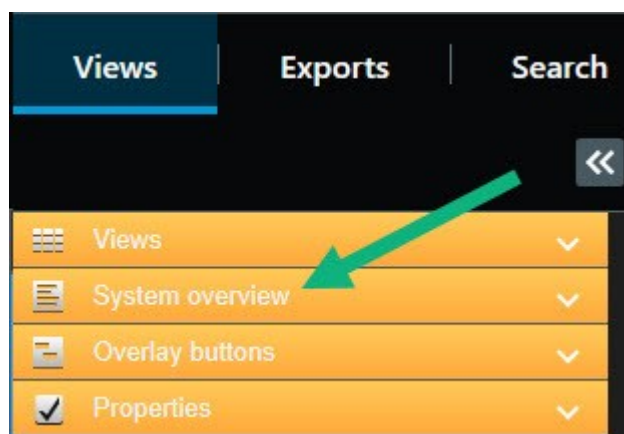 Views Exports Search
Views
System overview
Overlay buttons
Properties